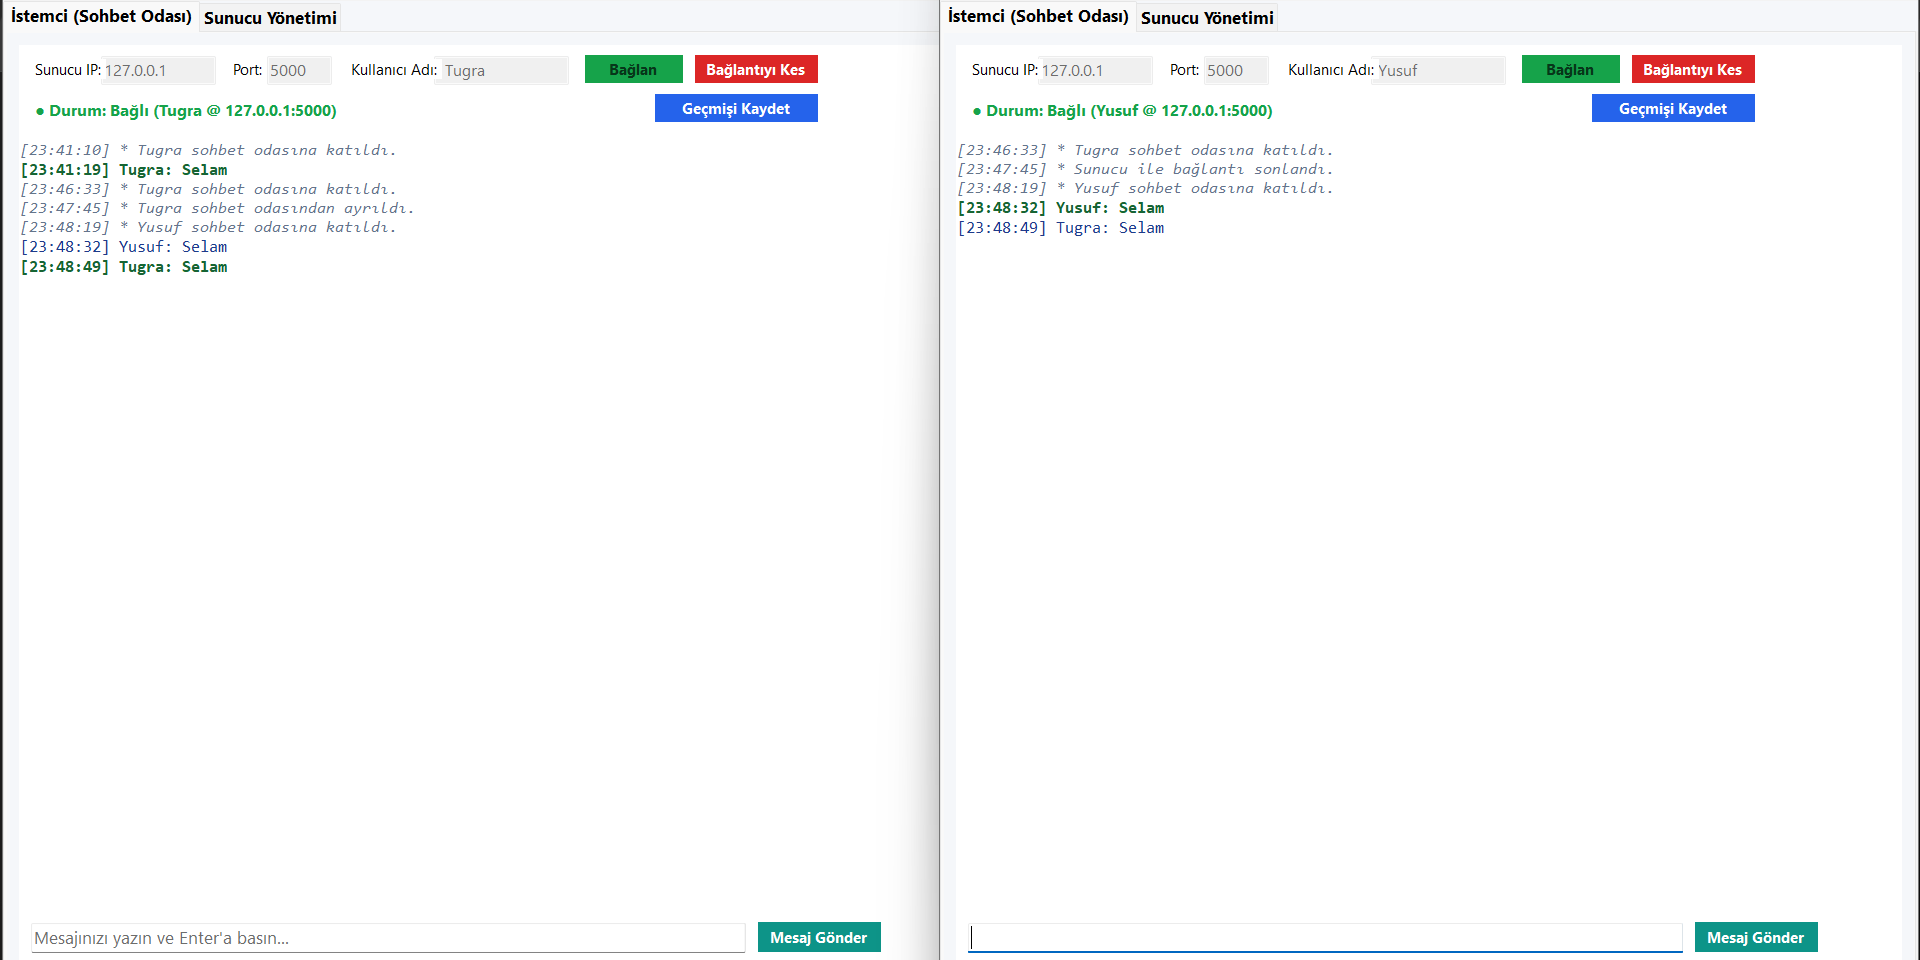 İstemci (Sohbet Odası) Sunucu Yönetimi
Sunucu IP: 127.0.0.1 Port: 5000 Kullanıcı Adı: Tugra Bağlan Bağlantıyı Kes
● Durum: Bağlı (Tugra @ 127.0.0.1:5000) Geçmişi Kaydet
[23:41:10] * Tugra sohbet odasına katıldı.
[23:41:19] Tugra: Selam
[23:46:33] * Tugra sohbet odasına katıldı.
[23:47:45] * Tugra sohbet odasından ayrıldı.
[23:48:19] * Yusuf sohbet odasına katıldı.
[23:48:32] Yusuf: Selam
[23:48:49] Tugra: Selam
Mesajınızı yazın ve Enter'a basın... Mesaj Gönder
İstemci (Sohbet Odası) Sunucu Yönetimi
Sunucu IP: 127.0.0.1 Port: 5000 Kullanıcı Adı: Yusuf Bağlan Bağlantıyı Kes
● Durum: Bağlı (Yusuf @ 127.0.0.1:5000) Geçmişi Kaydet
[23:46:33] * Tugra sohbet odasına katıldı.
[23:47:45] * Sunucu ile bağlantı sonlandı.
[23:48:19] * Yusuf sohbet odasına katıldı.
[23:48:32] Yusuf: Selam
[23:48:49] Tugra: Selam
Mesaj Gönder